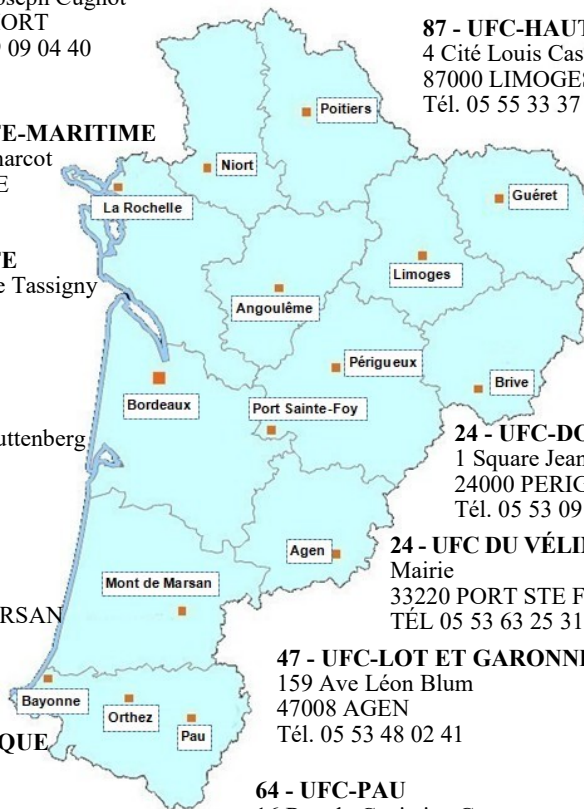 ORT
09 04 40
87 - UFC-HAUT
4 Cité Louis Cas
87000 LIMOGES
Tél. 05 55 33 37
Poitiers
TE-MARITIME
Niort
La Rochelle
Guéret
TE
e Tassigny
Limoges
Angoulême
Périgueux
Brive
Bordeaux
Port Sainte-Foy
uttenberg
24 - UFC-DO
1 Square Jean
24000 PERIG
Tél. 05 53 09
24 - UFC DU VÉLIN
Mairie
33220 PORT STE F
TÉL 05 53 63 25 31
Agen
Mont de Marsan
RSAN
47 - UFC-LOT ET GARONNE
159 Ave Léon Blum
47008 AGEN
Tél. 05 53 48 02 41
Bayonne
Orthez
Pau
QUE
64 - UFC-PAU